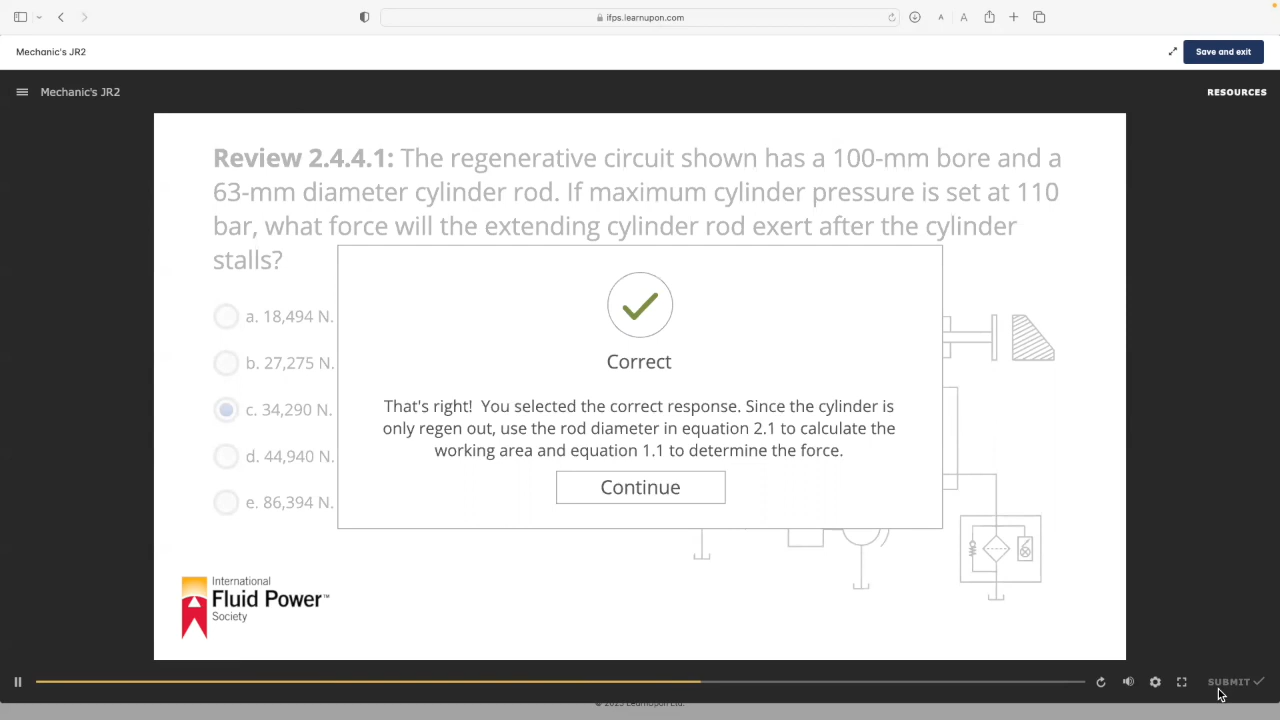 ifps.learnupon.com
A
A
Mechanic's JR2
Save and exit
Mechanic's JR2
RESOURCES
Review 2.4.4.1: The regenerative circuit shown has a 100-mm bore and a
63-mm diameter cylinder rod. If maximum cylinder pressure is set at 110
bar, what force will the extending cylinder rod exert after the cylinder
stalls?
a. 18,494 N.
b. 27,275 N.
c. 34,290 N.
d. 44,940 N.
e. 86,394 N.
Correct
That's right!  You selected the correct response. Since the cylinder is
only regen out, use the rod diameter in equation 2.1 to calculate the
working area and equation 1.1 to determine the force.
Continue
International
Fluid Power™
Society
SUBMIT
© 2023 LearnUpon Ltd.